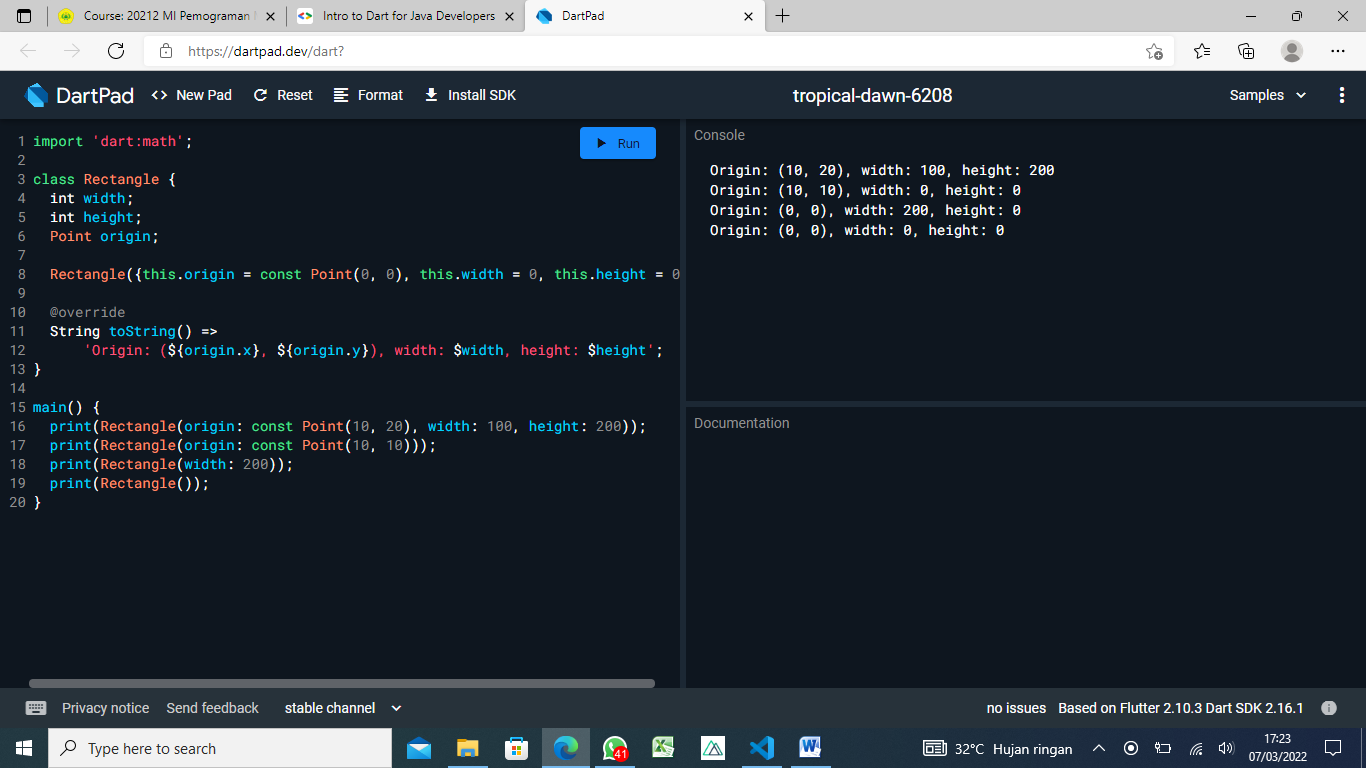 Course: 20212 MI Pemograman
Intro to Dart for Java Developers
DartPad
https://dartpad.dev/dart?
DartPad
New Pad
Reset
Format
Install SDK
tropical-dawn-6208
Samples
1 import 'dart:math';
2
3 class Rectangle {
4 int width;
5 int height;
6 Point origin;
7
8 Rectangle({this.origin = const Point(0, 0), this.width = 0, this.height = 0
9
10 @override
11 String toString() =>
12 'Origin: (${origin.x}, ${origin.y}), width: $width, height: $height';
13 }
14
15 main() {
16 print(Rectangle(origin: const Point(10, 20), width: 100, height: 200));
17 print(Rectangle(origin: const Point(10, 10)));
18 print(Rectangle(width: 200));
19 print(Rectangle());
20 }
Run
Console
Origin: (10, 20), width: 100, height: 200
Origin: (10, 10), width: 0, height: 0
Origin: (0, 0), width: 200, height: 0
Origin: (0, 0), width: 0, height: 0
Documentation
Privacy notice
Send feedback
stable channel
no issues
Based on Flutter 2.10.3 Dart SDK 2.16.1
Type here to search
41
32°C Hujan ringan
17:23
07/03/2022